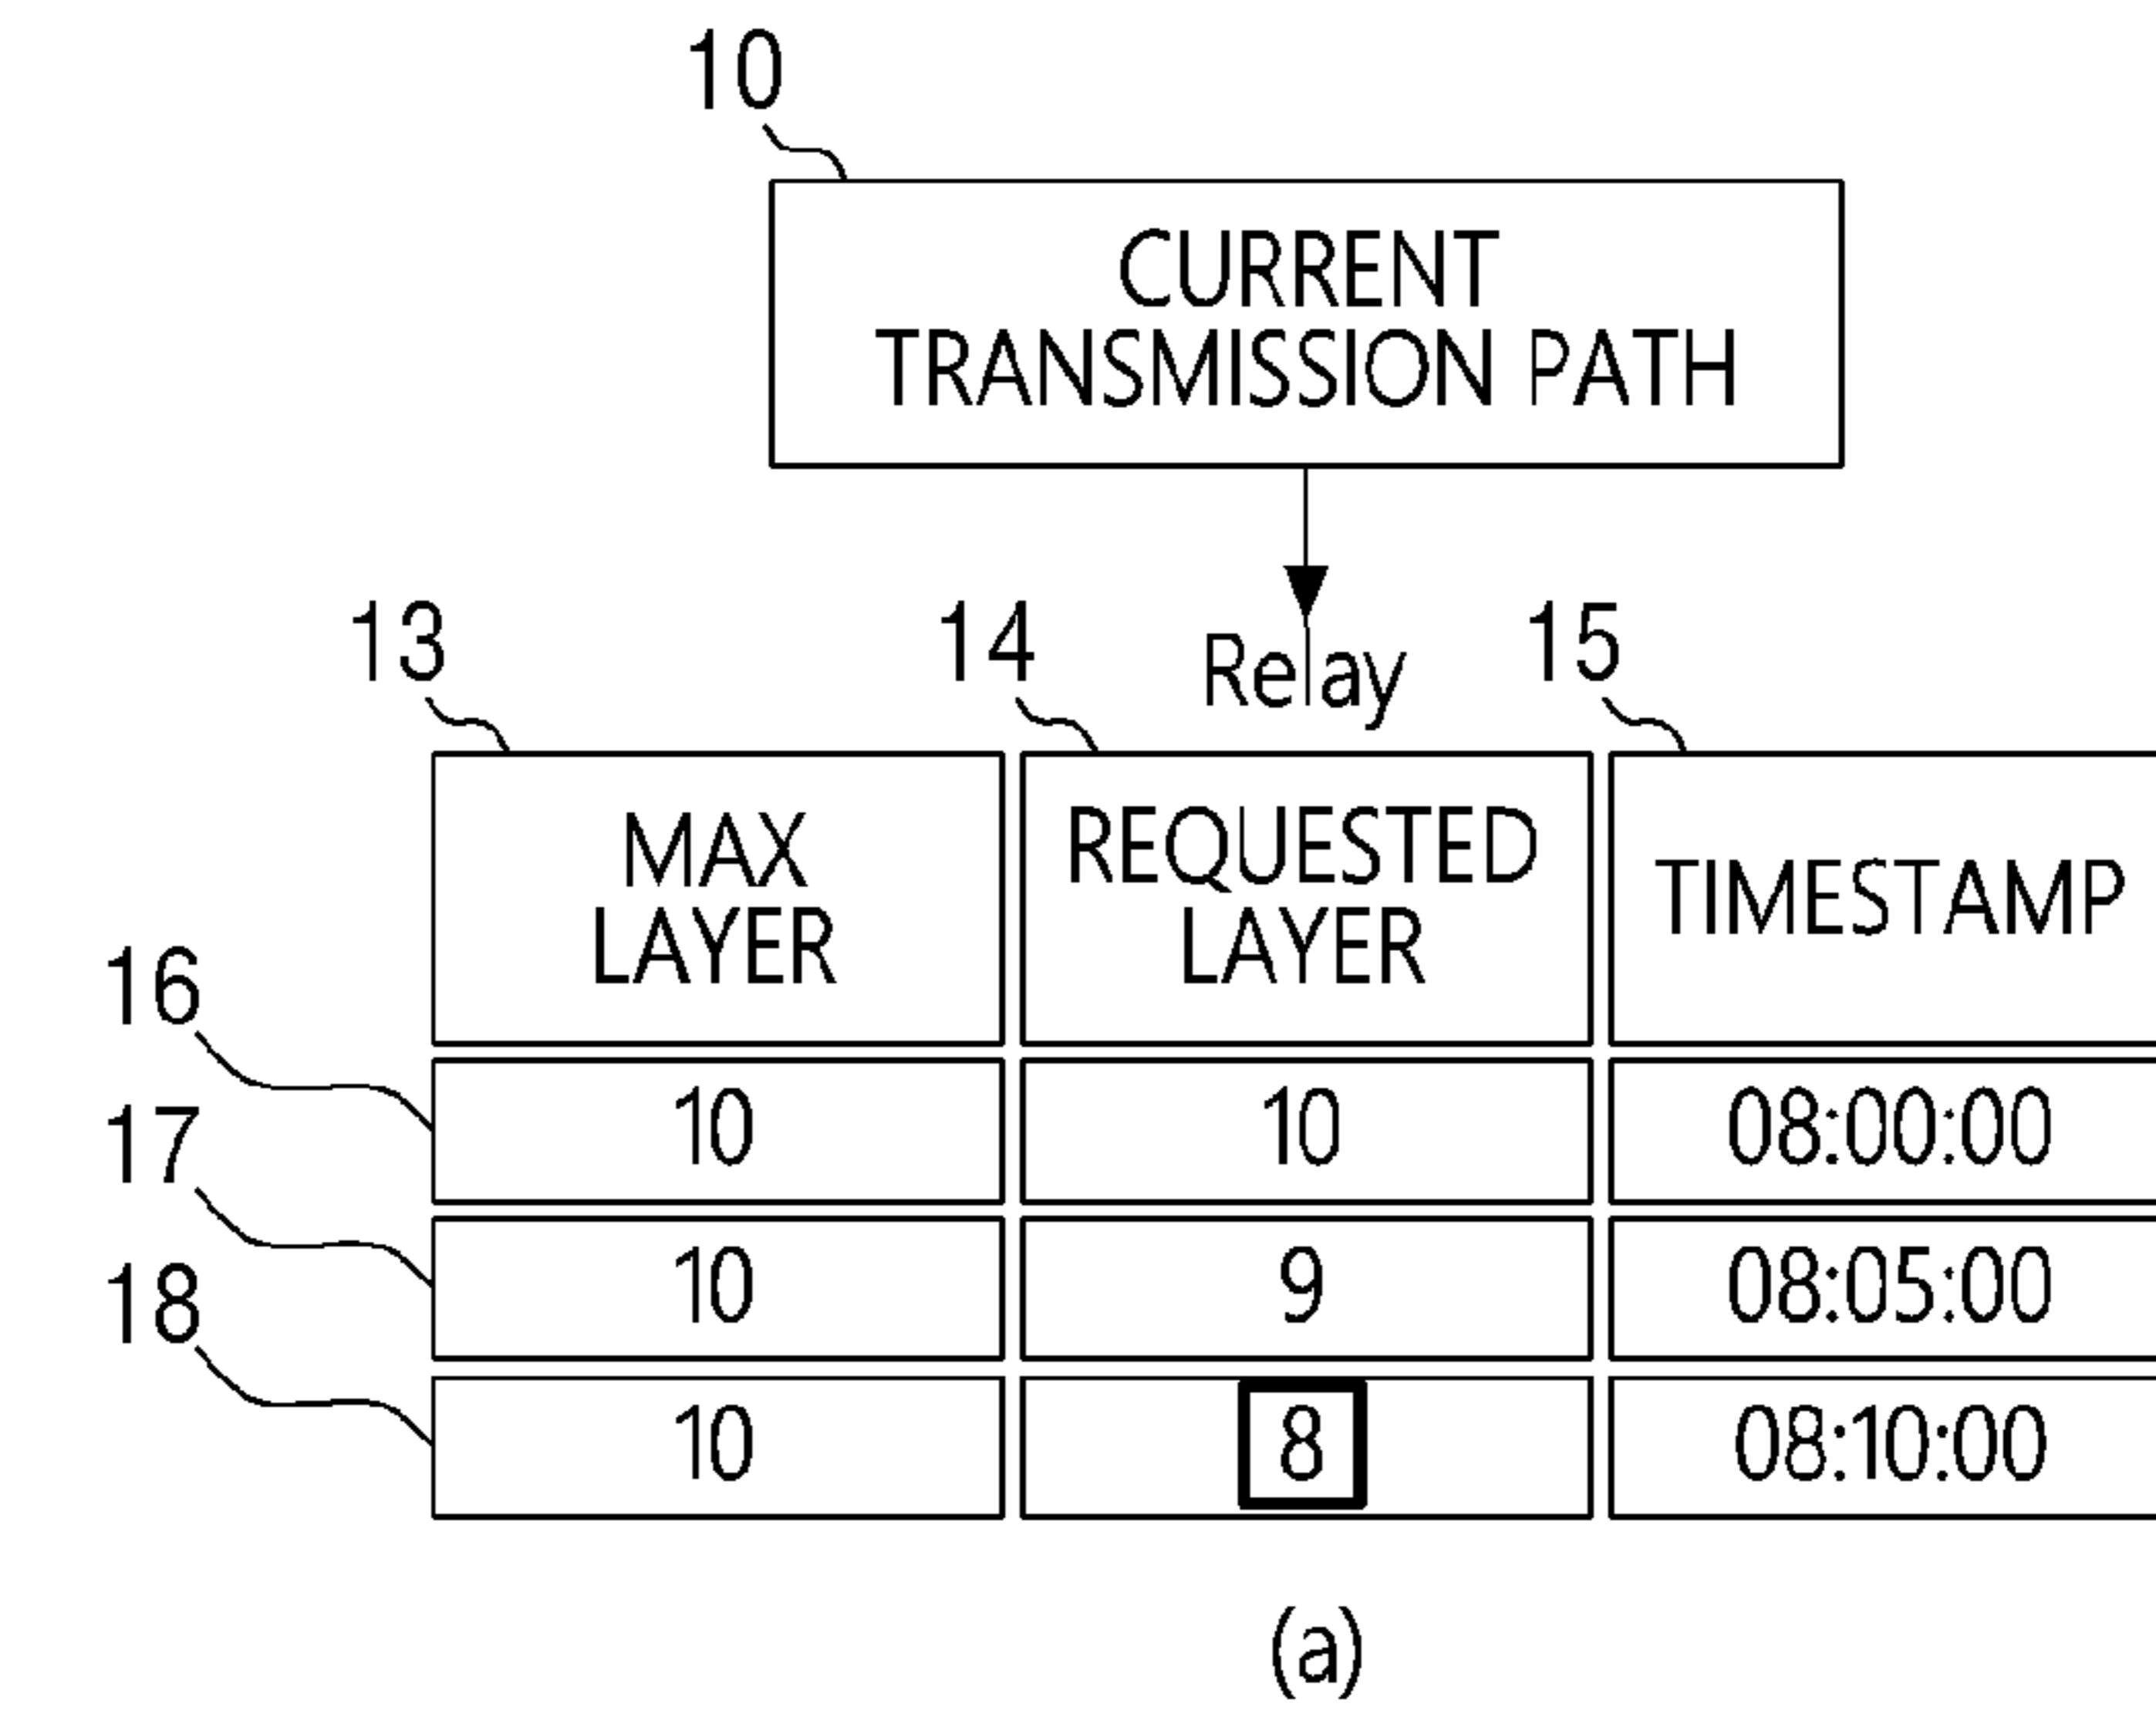 10
CURRENT
TRANSMISSION PATH
13 14 Relay 15
MAX
LAYER
REQUESTED
LAYER
TIMESTAMP
16
10 10 08:00:00
17
10 9 08:05:00
18
10 8 08:10:00
(a)